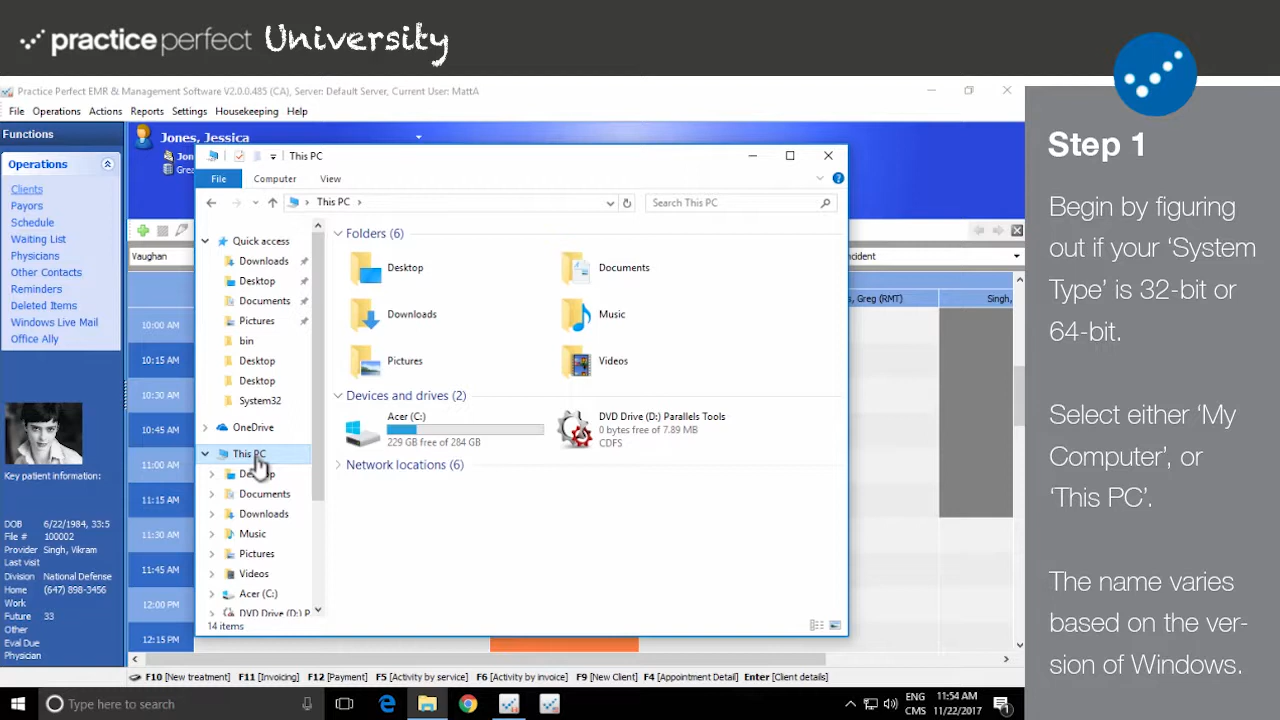 practiceperfect University
Practice Perfect EMR & Management Software V2.0.0.485 (CA), Server: Default Server, Current User: MattA
File Operations Actions Reports Settings Housekeeping Help
Functions
Operations
Clients
Payors
Schedule
Waiting List
Physicians
Other Contacts
Reminders
Deleted Items
Windows Live Mail
Office Ally
Key patient information:
DOB 6/22/1984, 33:5
File # 100002
Provider Singh, Vikram
Last visit
Division National Defense
Home (647) 898-3456
Work
Future 33
Other
Eval Due
Physician
Jones, Jessica
Jon
Grea
Vaughan
ncident
s, Greg (RMT)
Singh,
10:00 AM
10:15 AM
10:30 AM
10:45 AM
11:00 AM
11:15 AM
11:30 AM
11:45 AM
12:00 PM
12:15 PM
This PC
File Computer View
This PC
Search This PC
Quick access
Downloads
Desktop
Documents
Pictures
bin
Desktop
Desktop
System32
OneDrive
This PC
Desktop
Documents
Downloads
Music
Pictures
Videos
Acer (C:)
DVD Drive (D:) P
Folders (6)
Desktop
Documents
Downloads
Music
Pictures
Videos
Devices and drives (2)
Acer (C:)
229 GB free of 284 GB
DVD Drive (D:) Parallels Tools
0 bytes free of 7.89 MB
CDFS
Network locations (6)
14 items
F10 [New treatment] F11 [Invoicing] F12 [Payment] F5 [Activity by service] F6 [Activity by invoice] F9 [New Client] F4 [Appointment Detail] Enter [Client details]
Type here to search
ENG
CMS
11:54 AM
11/22/2017
1
Step 1
Begin by figuring
out if your ‘System
Type’ is 32-bit or
64-bit.
Select either ‘My
Computer’, or
‘This PC’.
The name varies
based on the ver-
sion of Windows.